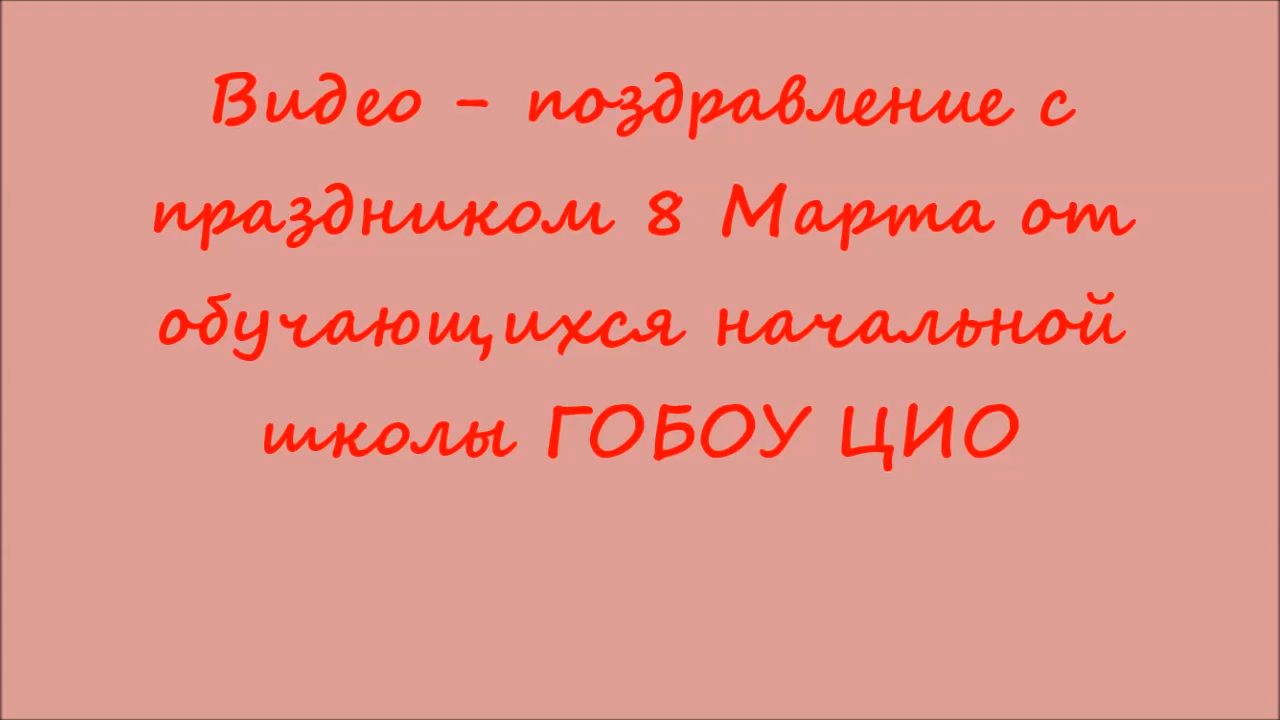 Видео - поздравление с
праздником 8 Марта от
обучающихся начальной
школы ГОБОУ ЦИО